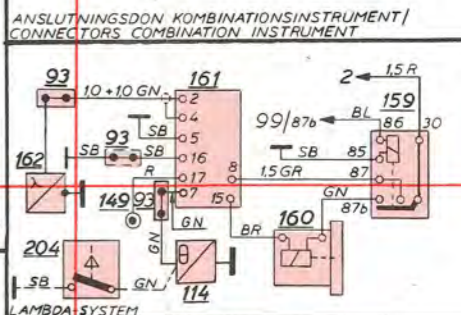 ANSLUTNINGSDON KOMBINATIONSINSTRUMENT/
CONNECTORS COMBINATION INSTRUMENT
93
1,0 + 1,0 GN
161
2
1,5 R
159
99/87b
BL
86
30
2
4
5
SB
93
SB
SB
16
SB
85
162
λ
R
17
8
1,5 GR
87
149
93
7
GN
15
GN
87b
BR
160
204
GN
SB
GN
θ
114
LAMBDA-SYSTEM